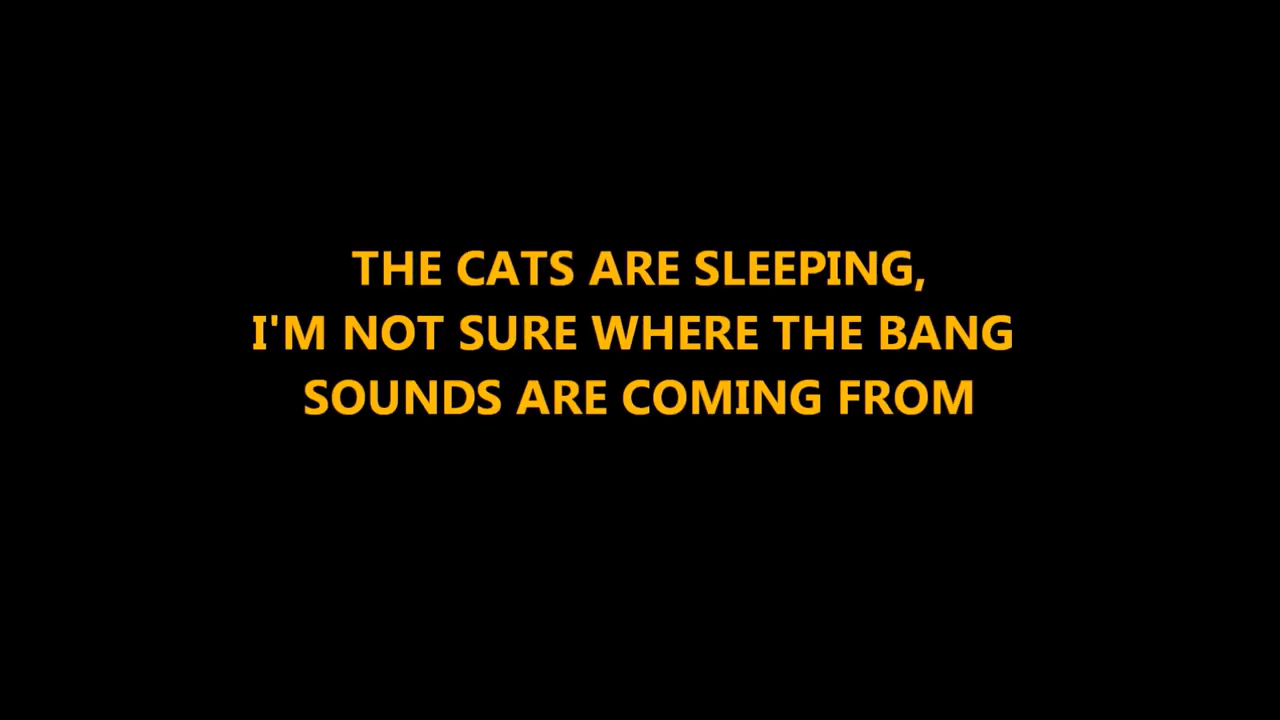 THE CATS ARE SLEEPING,
I'M NOT SURE WHERE THE BANG
SOUNDS ARE COMING FROM